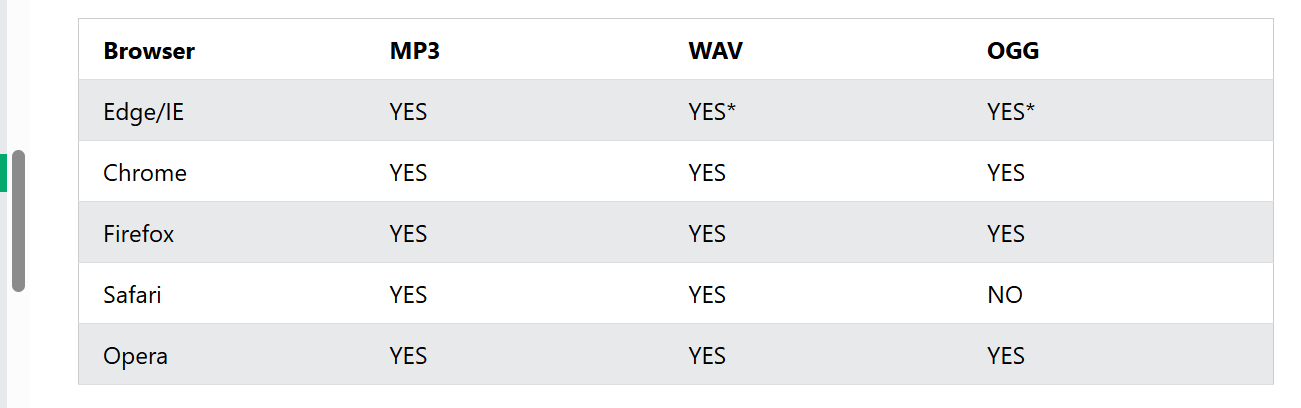 Browser MP3 WAV OGG
Edge/IE YES YES* YES*
Chrome YES YES YES
Firefox YES YES YES
Safari YES YES NO
Opera YES YES YES